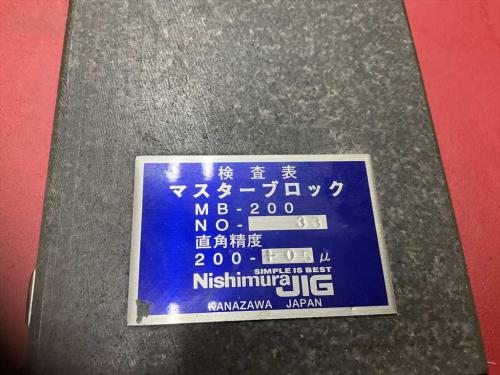 検査表
マスターブロック
MB-200
NO- 33
直角精度
200-+05μ
SIMPLE IS BEST
Nishimura JIG
KANAZAWA JAPAN